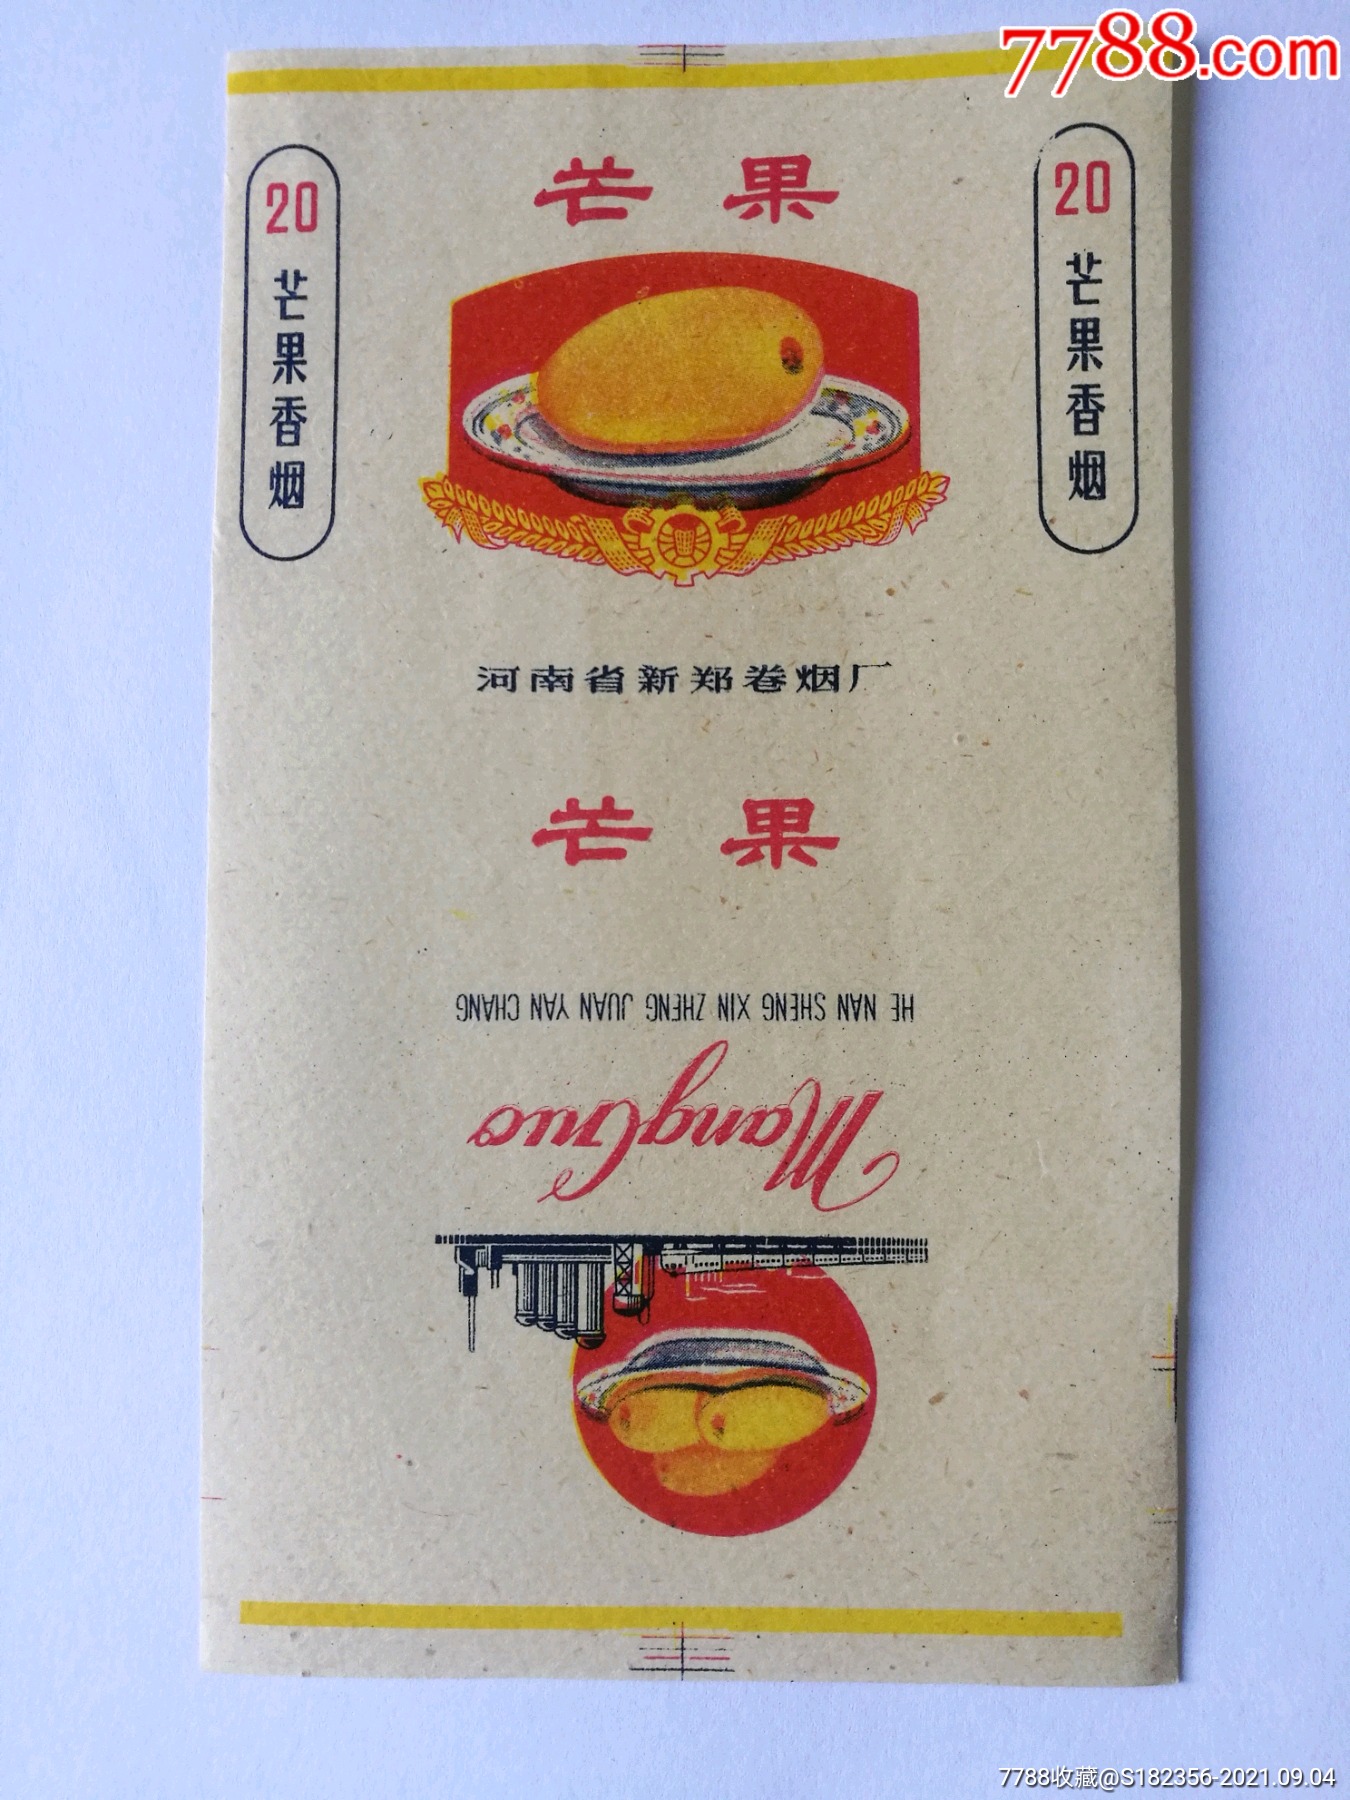 7788.com
芒果
20
芒果香烟
20
芒果香烟
河南省新郑卷烟厂
芒果
HE NAN SHENG XIN ZHENG JUAN YAN CHANG
MangGuo
7788收藏@S182356-2021.09.04